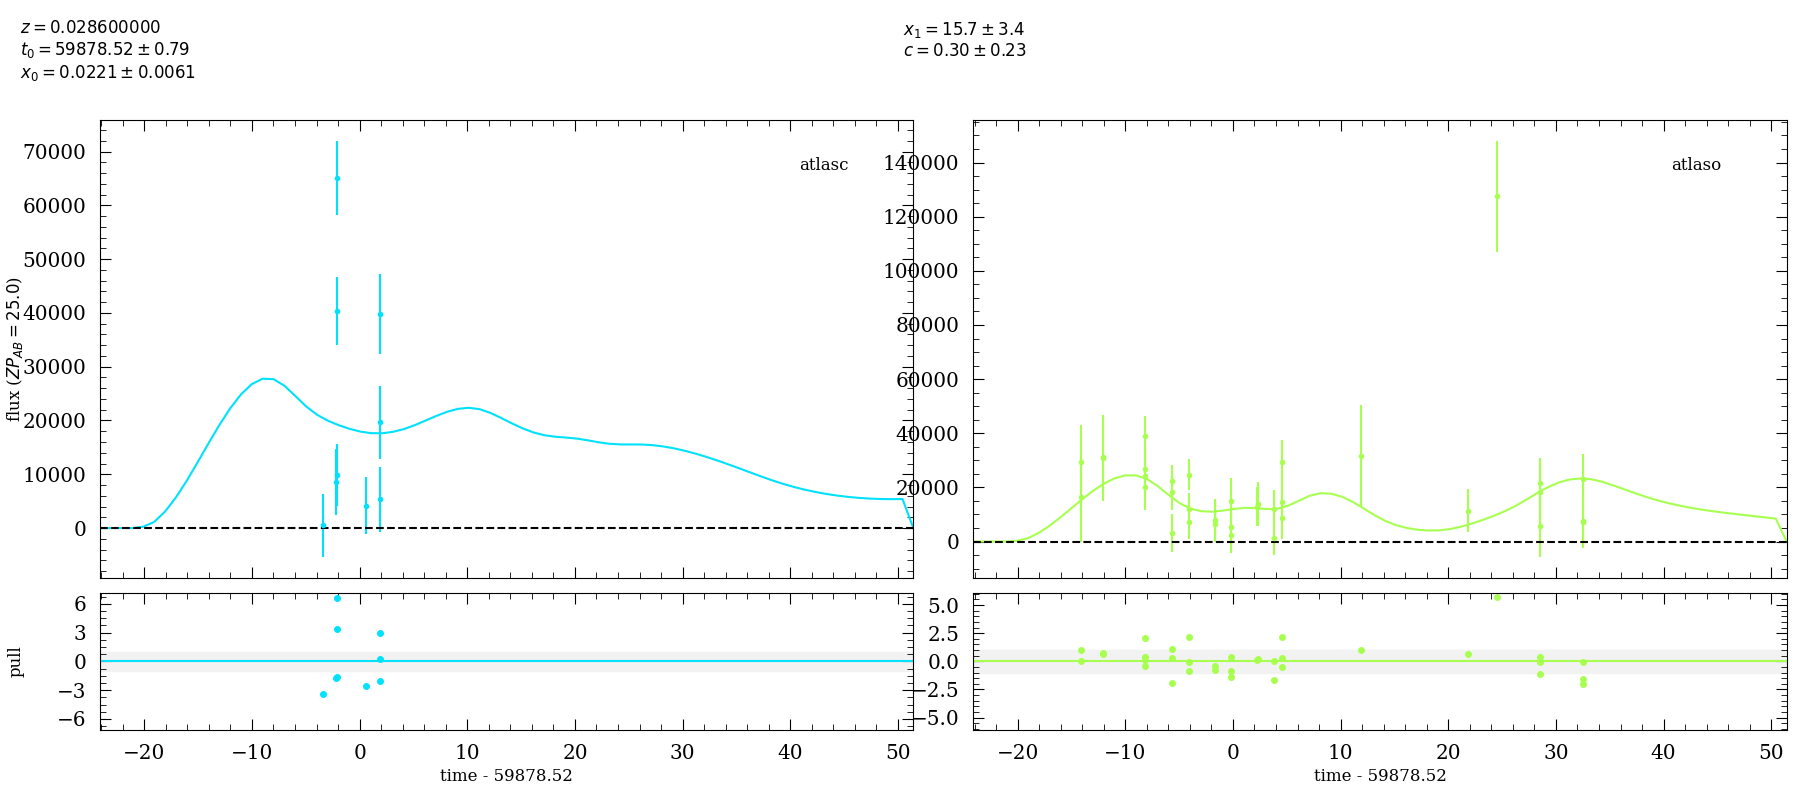 z = 0.028600000
t₀ = 59878.52 ± 0.79
x₀ = 0.0221 ± 0.0061
x₁ = 15.7 ± 3.4
c = 0.30 ± 0.23
flux (ZP_AB = 25.0)
70000
60000
50000
40000
30000
20000
10000
0
atlasc
140000
120000
100000
80000
60000
40000
20000
0
atlaso
pull
6
3
0
−3
−6
−20 −10 0 10 20 30 40 50
time - 59878.52
5.0
2.5
0.0
−2.5
−5.0
−20 −10 0 10 20 30 40 50
time - 59878.52